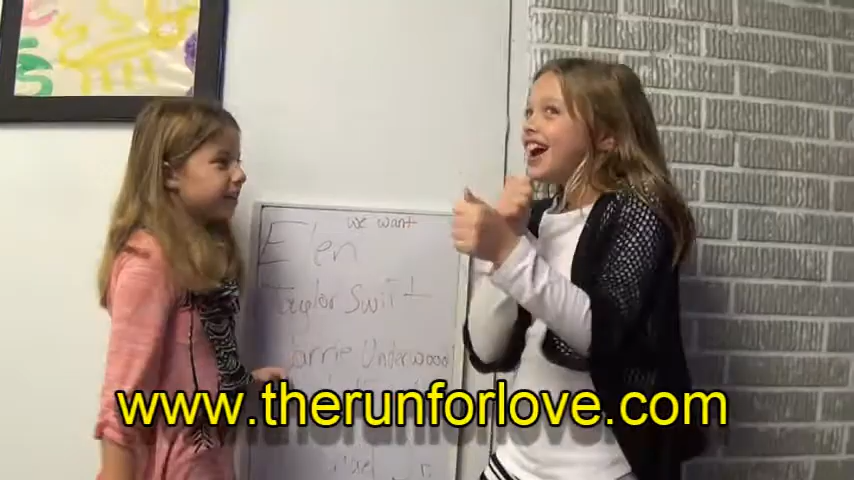 we want
Elen
Taylor Swift
Carrie Underwood
www.therunforlove.com